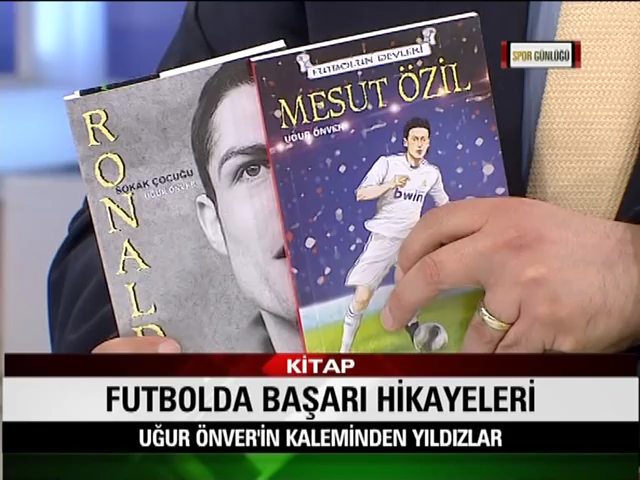 SPOR GÜNLÜĞÜ
FUTBOLUN DEVLERİ
MESUT ÖZİL
UĞUR ÖNVER
bwin
RONALD
SOKAK ÇOCUĞU
UĞUR ÖNVER
KİTAP
FUTBOLDA BAŞARI HİKAYELERİ
UĞUR ÖNVER'İN KALEMİNDEN YILDIZLAR